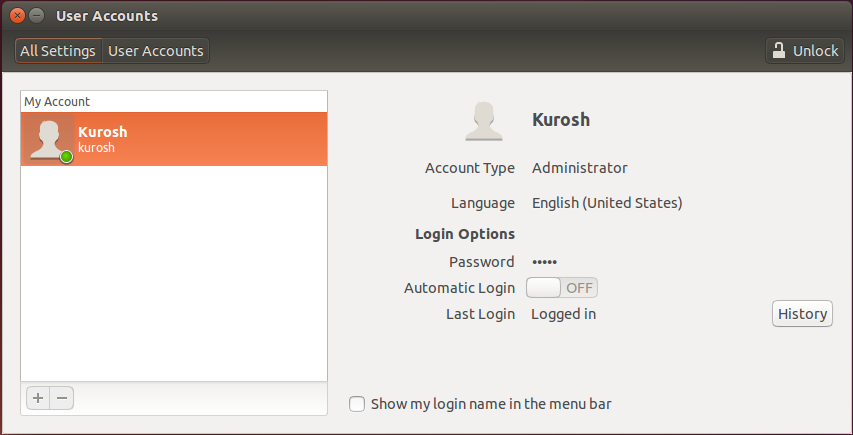 User Accounts
All Settings User Accounts Unlock
My Account
Kurosh
kurosh
Kurosh
Account Type Administrator
Language English (United States)
Login Options
Password •••••
Automatic Login OFF
Last Login Logged in History
Show my login name in the menu bar